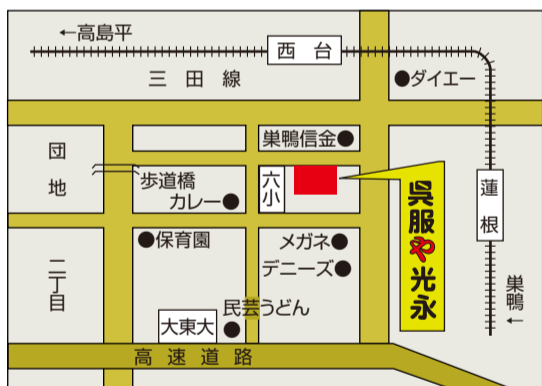 ←高島平
西台
三田線
ダイエー
巣鴨信金
団地
歩道橋
カレー
六小
蓮根
呉服や光永
二丁目
保育園
メガネ
デニーズ
巣鴨→
民芸うどん
大東大
高速道路